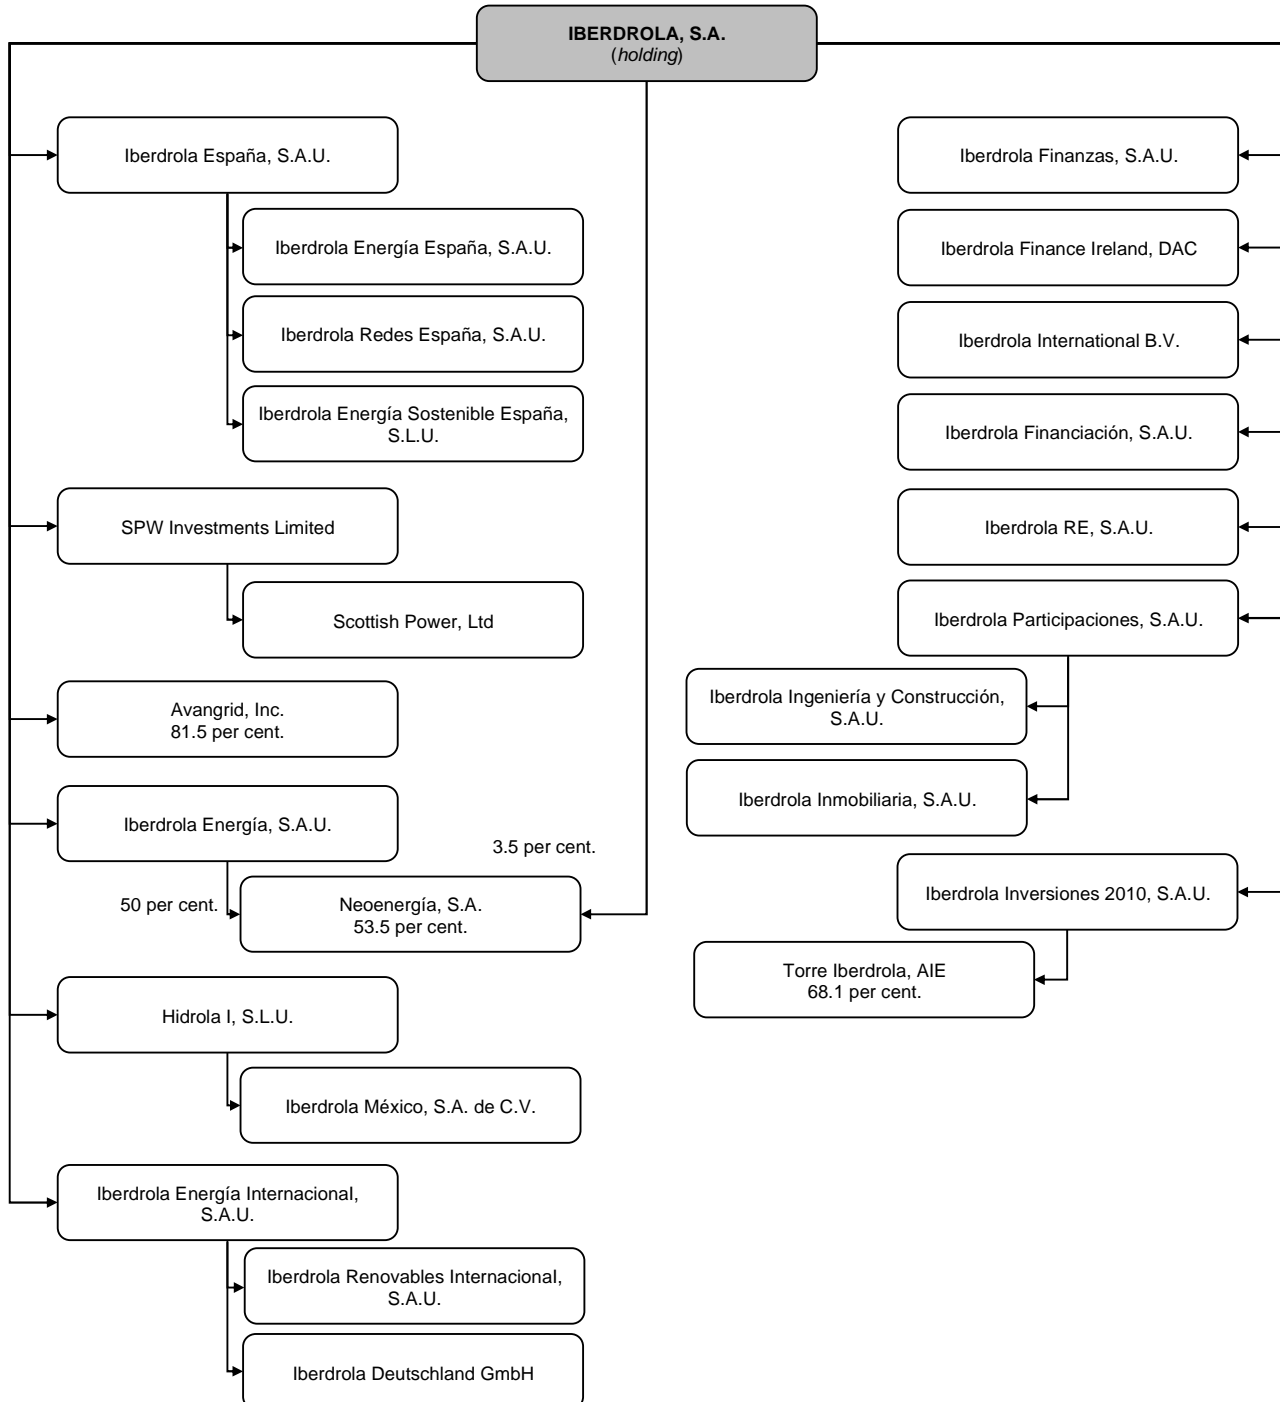 IBERDROLA, S.A.
(holding)
Iberdrola España, S.A.U.
Iberdrola Energía España, S.A.U.
Iberdrola Redes España, S.A.U.
Iberdrola Energía Sostenible España,
S.L.U.
SPW Investments Limited
Scottish Power, Ltd
Avangrid, Inc.
81.5 per cent.
Iberdrola Energía, S.A.U.
3.5 per cent.
50 per cent.
Neoenergía, S.A.
53.5 per cent.
Hidrola I, S.L.U.
Iberdrola México, S.A. de C.V.
Iberdrola Energía Internacional,
S.A.U.
Iberdrola Renovables Internacional,
S.A.U.
Iberdrola Deutschland GmbH
Iberdrola Finanzas, S.A.U.
Iberdrola Finance Ireland, DAC
Iberdrola International B.V.
Iberdrola Financiación, S.A.U.
Iberdrola RE, S.A.U.
Iberdrola Participaciones, S.A.U.
Iberdrola Ingeniería y Construcción,
S.A.U.
Iberdrola Inmobiliaria, S.A.U.
Iberdrola Inversiones 2010, S.A.U.
Torre Iberdrola, AIE
68.1 per cent.